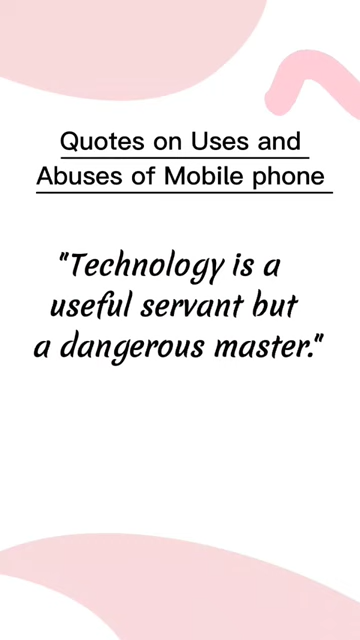 Quotes on Uses and
Abuses of Mobile phone
"Technology is a
useful servant but
a dangerous master."